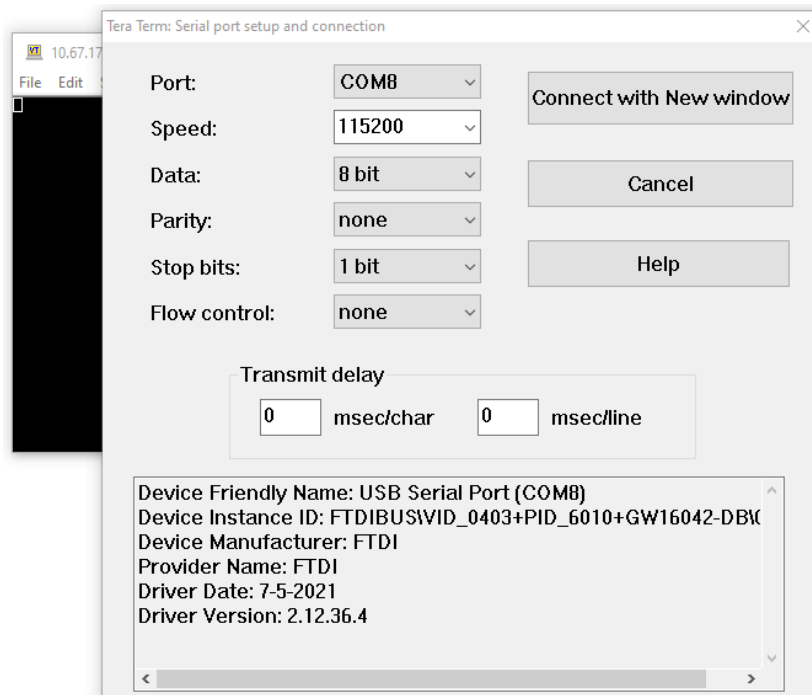 Tera Term: Serial port setup and connection
10.67.17
File Edit
Port: COM8
Connect with New window
Speed: 115200
Data: 8 bit
Cancel
Parity: none
Stop bits: 1 bit
Help
Flow control: none
Transmit delay
0 msec/char 0 msec/line
Device Friendly Name: USB Serial Port (COM8)
Device Instance ID: FTDIBUS\VID_0403+PID_6010+GW16042-DB\
Device Manufacturer: FTDI
Provider Name: FTDI
Driver Date: 7-5-2021
Driver Version: 2.12.36.4